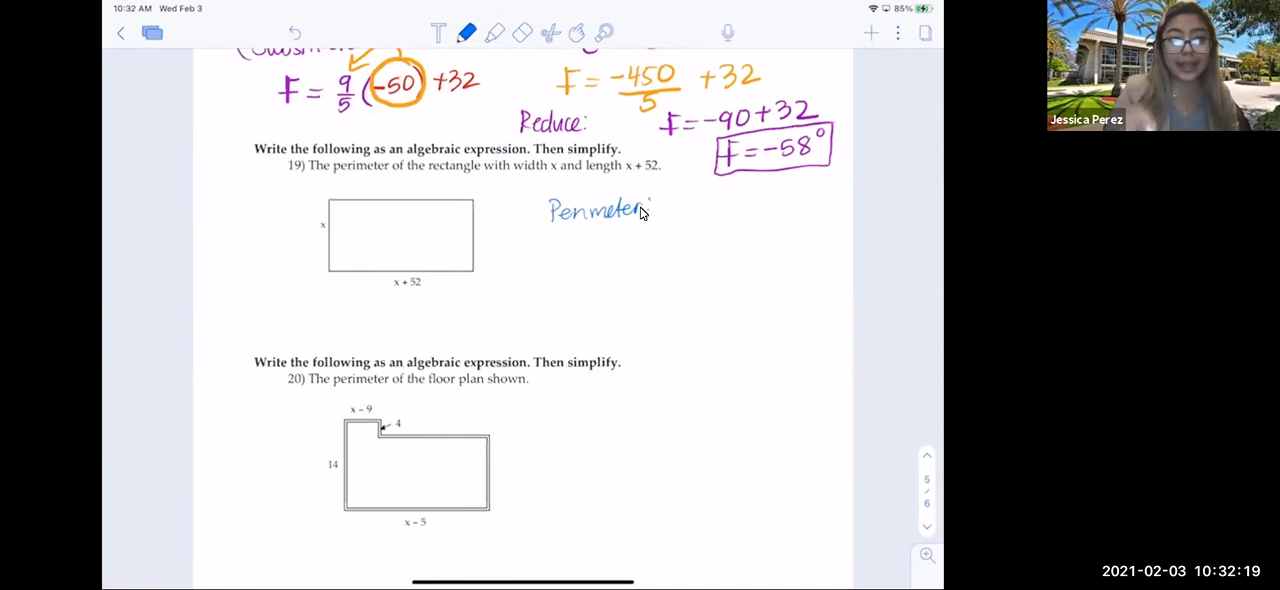 10:32 AM Wed Feb 3
85%
F = 9/5 (-50) +32
F = -450/5 +32
Reduce:
F = -90+32
F = -58°
Write the following as an algebraic expression. Then simplify.
19) The perimeter of the rectangle with width x and length x + 52.
Perimeter:
x
x + 52
Write the following as an algebraic expression. Then simplify.
20) The perimeter of the floor plan shown.
x - 9
4
14
x - 5
5
/
6
Jessica Perez
2021-02-03 10:32:19